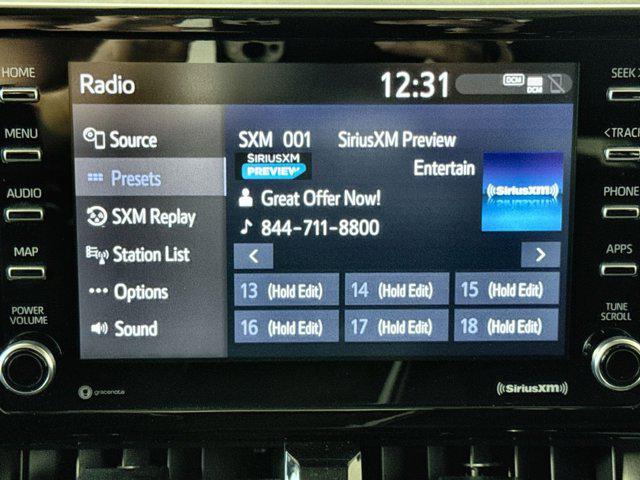 HOME
MENU
AUDIO
MAP
POWER
VOLUME
Radio
12:31
DCM
DCM
Source
Presets
SXM Replay
Station List
Options
Sound
SXM 001 SiriusXM Preview
SIRIUSXM
PREVIEW
Entertain
Great Offer Now!
844-711-8800
((SiriusXM))
13 (Hold Edit) 14 (Hold Edit) 15 (Hold Edit)
16 (Hold Edit) 17 (Hold Edit) 18 (Hold Edit)
gracenote
((SiriusXM))
SEEK >
<TRACK
PHONE
APPS
TUNE
SCROLL